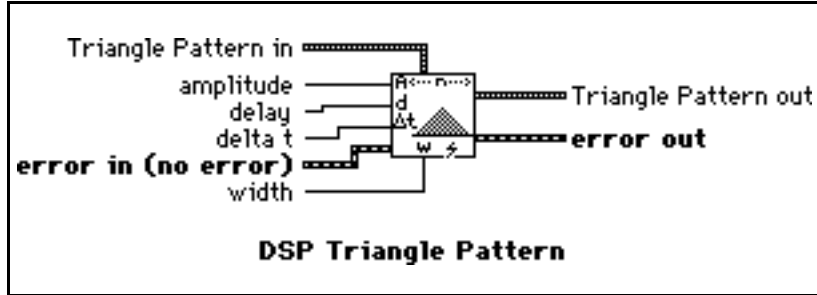 Triangle Pattern in
amplitude
delay
delta t
error in (no error)
width
A<···n···>
d
Δt
w
Triangle Pattern out
error out
DSP Triangle Pattern